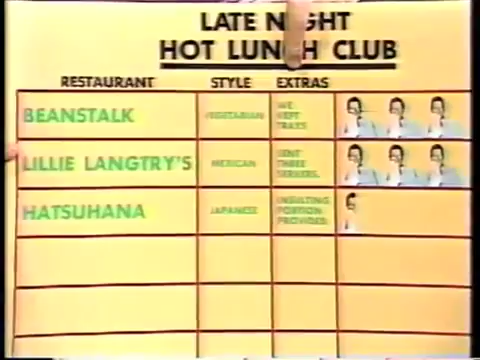 LATE NIGHT
HOT LUNCH CLUB
RESTAURANT STYLE EXTRAS
BEANSTALK VEGETARIAN WE KEPT TRAYS
LILLIE LANGTRY'S MEXICAN SENT THREE SERVERS.
HATSUHANA JAPANESE INSULTING PORTION PROVIDED